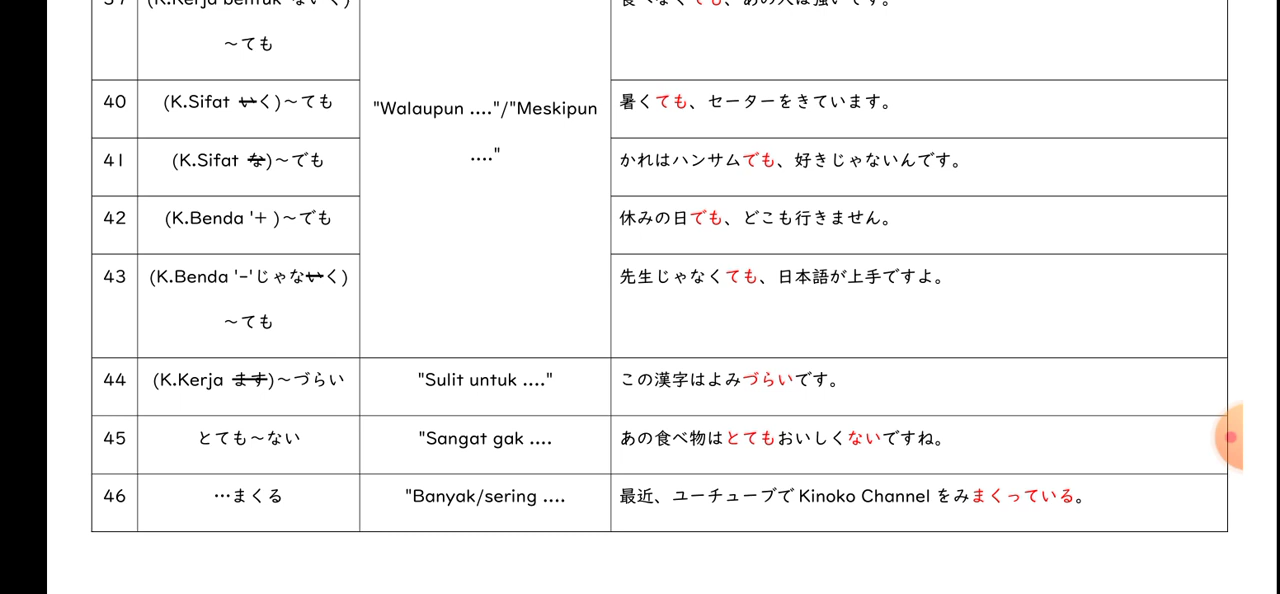 ～ても
40 (K.Sifat いく)～ても "Walaupun ...."/"Meskipun 暑くても、セーターをきています。
41 (K.Sifat な)～でも ...." かれはハンサムでも、好きじゃないんです。
42 (K.Benda '+ )～でも 休みの日でも、どこも行きません。
43 (K.Benda '-'じゃないく) 先生じゃなくても、日本語が上手ですよ。
～ても
44 (K.Kerja ます)～づらい "Sulit untuk ...." この漢字はよみづらいです。
45 とても～ない "Sangat gak .... あの食べ物はとてもおいしくないですね。
46 …まくる "Banyak/sering .... 最近、ユーチューブで Kinoko Channel をみまくっている。